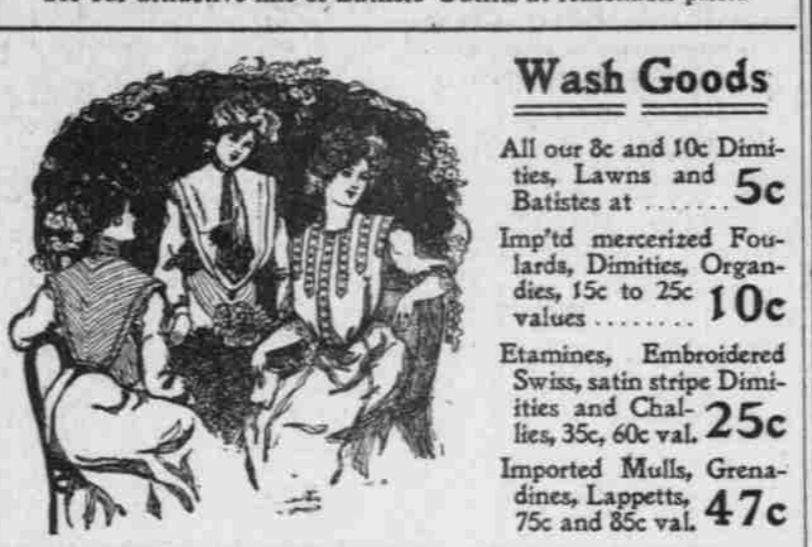 Wash Goods
All our 8c and 10c Dimi-
ties, Lawns and
Batistes at ....... 5c
Imp'td mercerized Fou-
lards, Dimities, Organ-
dies, 15c to 25c
values ........ 10c
Etamines, Embroidered
Swiss, satin stripe Dimi-
ities and Chal-
lies, 35c, 60c val. 25c
Imported Mulls, Grena-
dines, Lappetts,
75c and 85c val. 47c